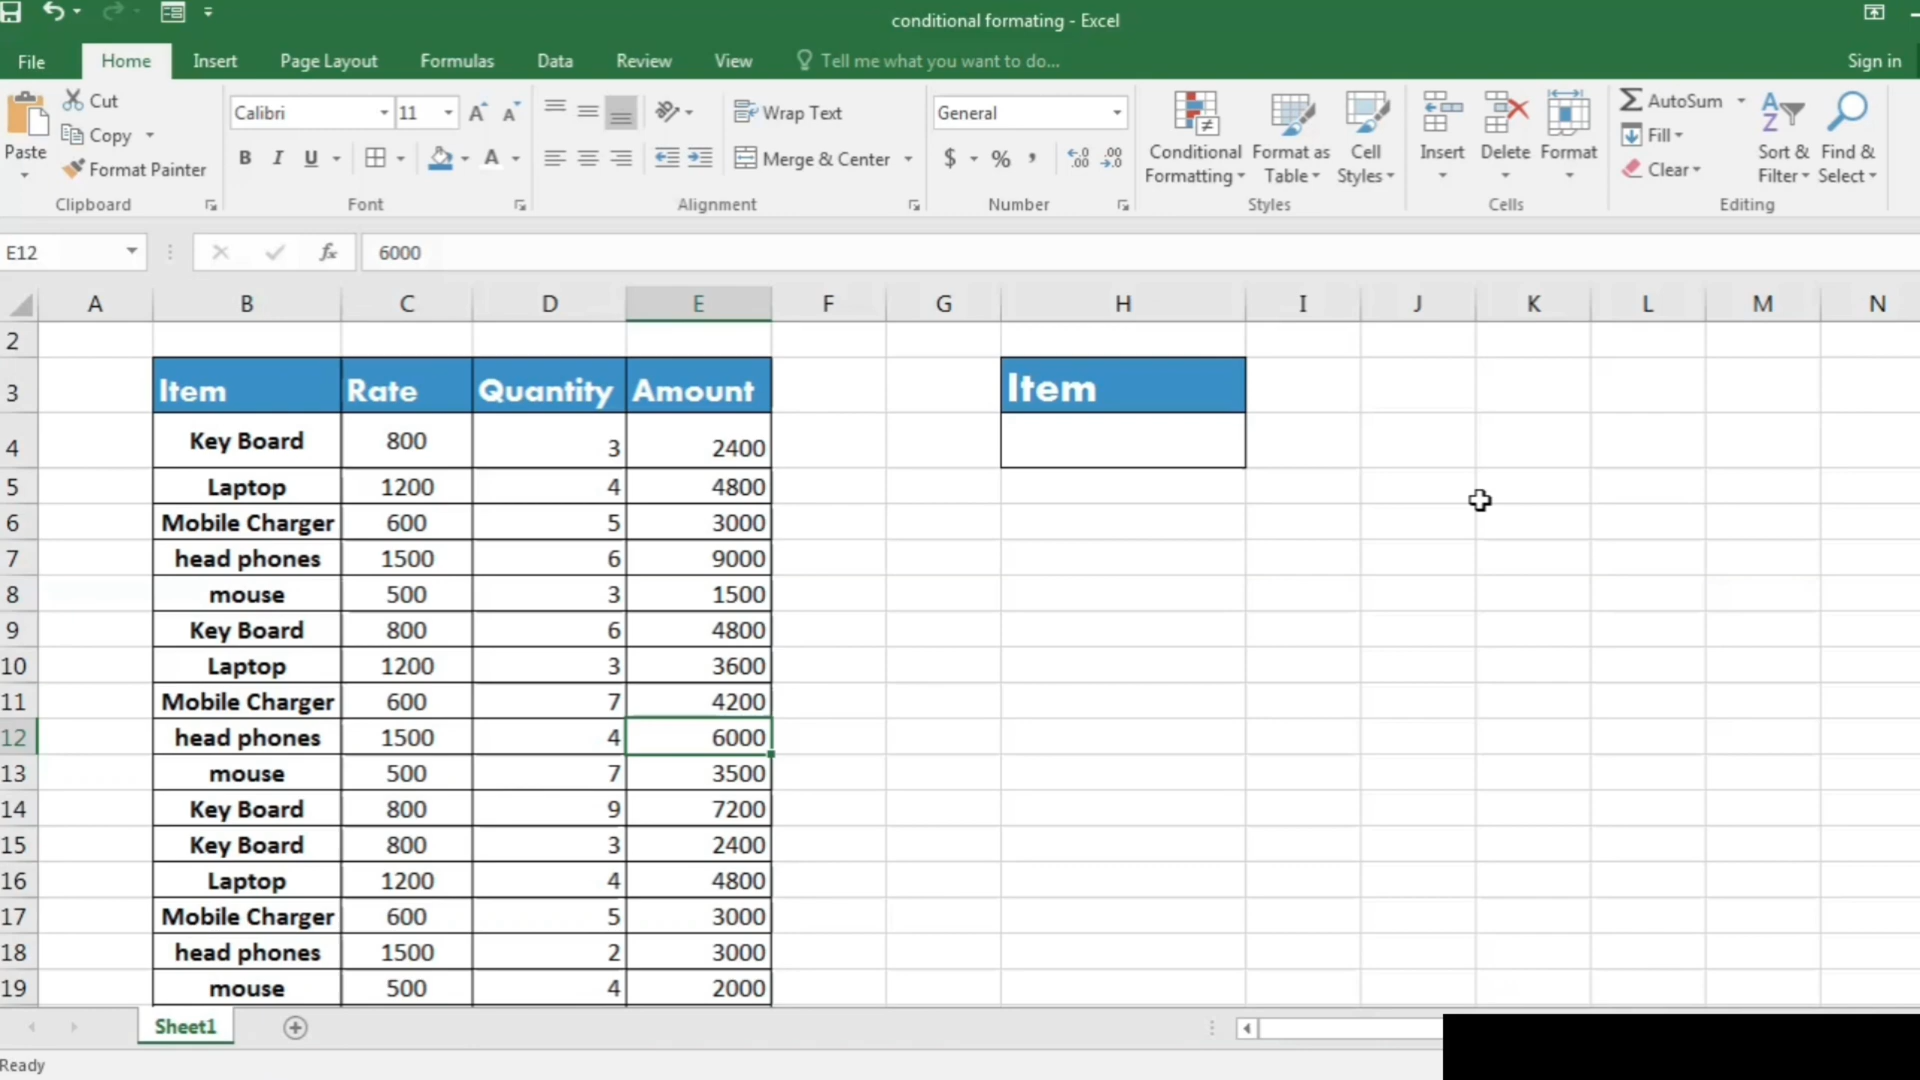 conditional formating - Excel
File Home Insert Page Layout Formulas Data Review View Tell me what you want to do... Sign in
Cut
Copy
Format Painter
Paste
Clipboard
Calibri 11
B I U A
Font
Wrap Text
Merge & Center
Alignment
General
$ % ,
Number
Conditional Formatting
Format as Table
Cell Styles
Styles
Insert Delete Format
Cells
AutoSum
Fill
Clear
Sort & Filter
Find & Select
Editing
E12 fx 6000
A B C D E F G H I J K L M N
2
3 Item Rate Quantity Amount Item
4 Key Board 800 3 2400
5 Laptop 1200 4 4800
6 Mobile Charger 600 5 3000
7 head phones 1500 6 9000
8 mouse 500 3 1500
9 Key Board 800 6 4800
10 Laptop 1200 3 3600
11 Mobile Charger 600 7 4200
12 head phones 1500 4 6000
13 mouse 500 7 3500
14 Key Board 800 9 7200
15 Key Board 800 3 2400
16 Laptop 1200 4 4800
17 Mobile Charger 600 5 3000
18 head phones 1500 2 3000
19 mouse 500 4 2000
Sheet1
Ready